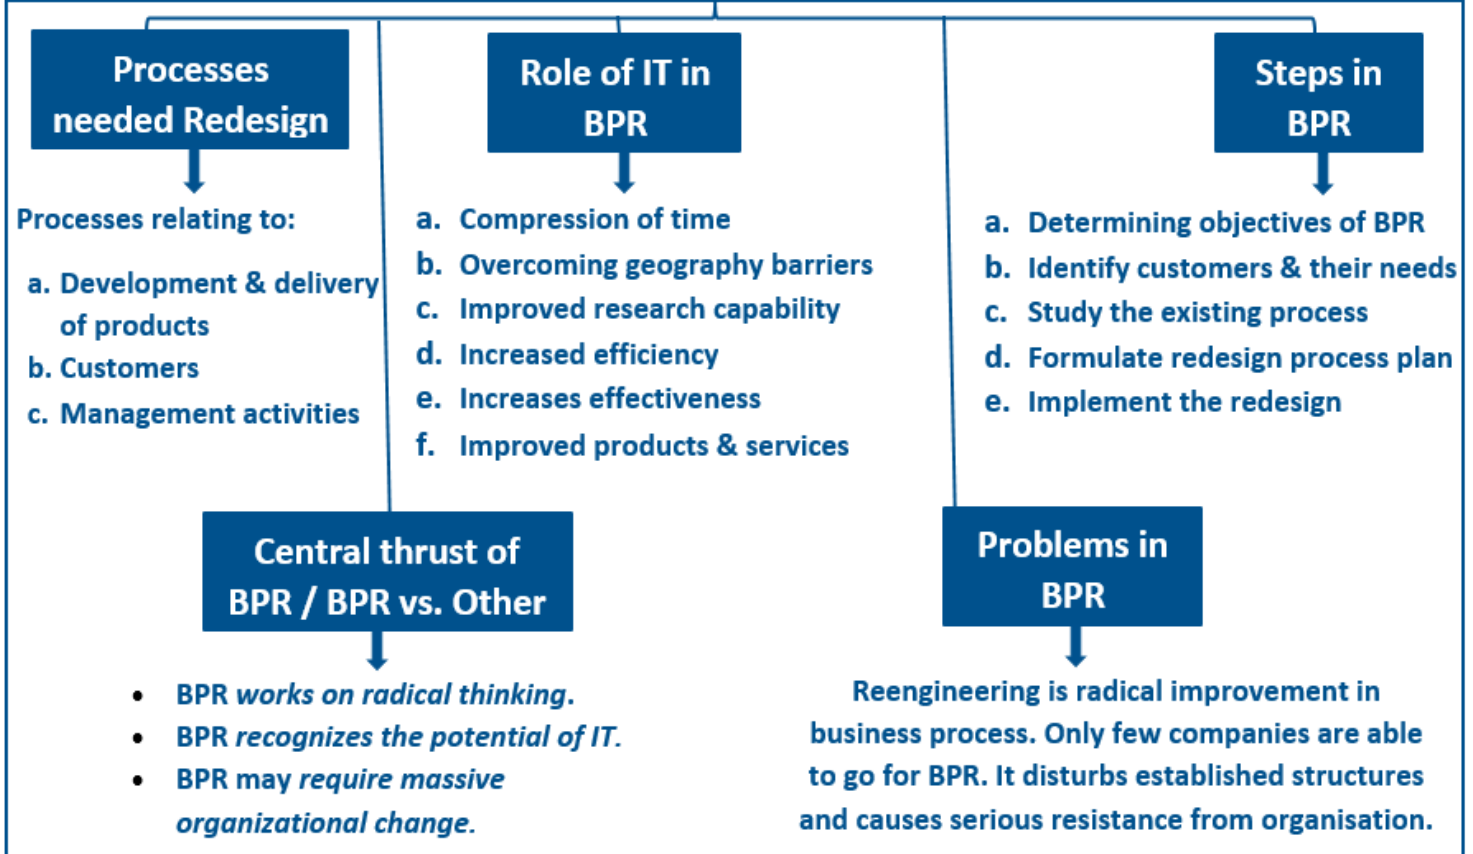 Processes
needed Redesign
Processes relating to:
a. Development & delivery
of products
b. Customers
c. Management activities
Role of IT in
BPR
a. Compression of time
b. Overcoming geography barriers
c. Improved research capability
d. Increased efficiency
e. Increases effectiveness
f. Improved products & services
Steps in
BPR
a. Determining objectives of BPR
b. Identify customers & their needs
c. Study the existing process
d. Formulate redesign process plan
e. Implement the redesign
Central thrust of
BPR / BPR vs. Other
• BPR works on radical thinking.
• BPR recognizes the potential of IT.
• BPR may require massive
organizational change.
Problems in
BPR
Reengineering is radical improvement in
business process. Only few companies are able
to go for BPR. It disturbs established structures
and causes serious resistance from organisation.